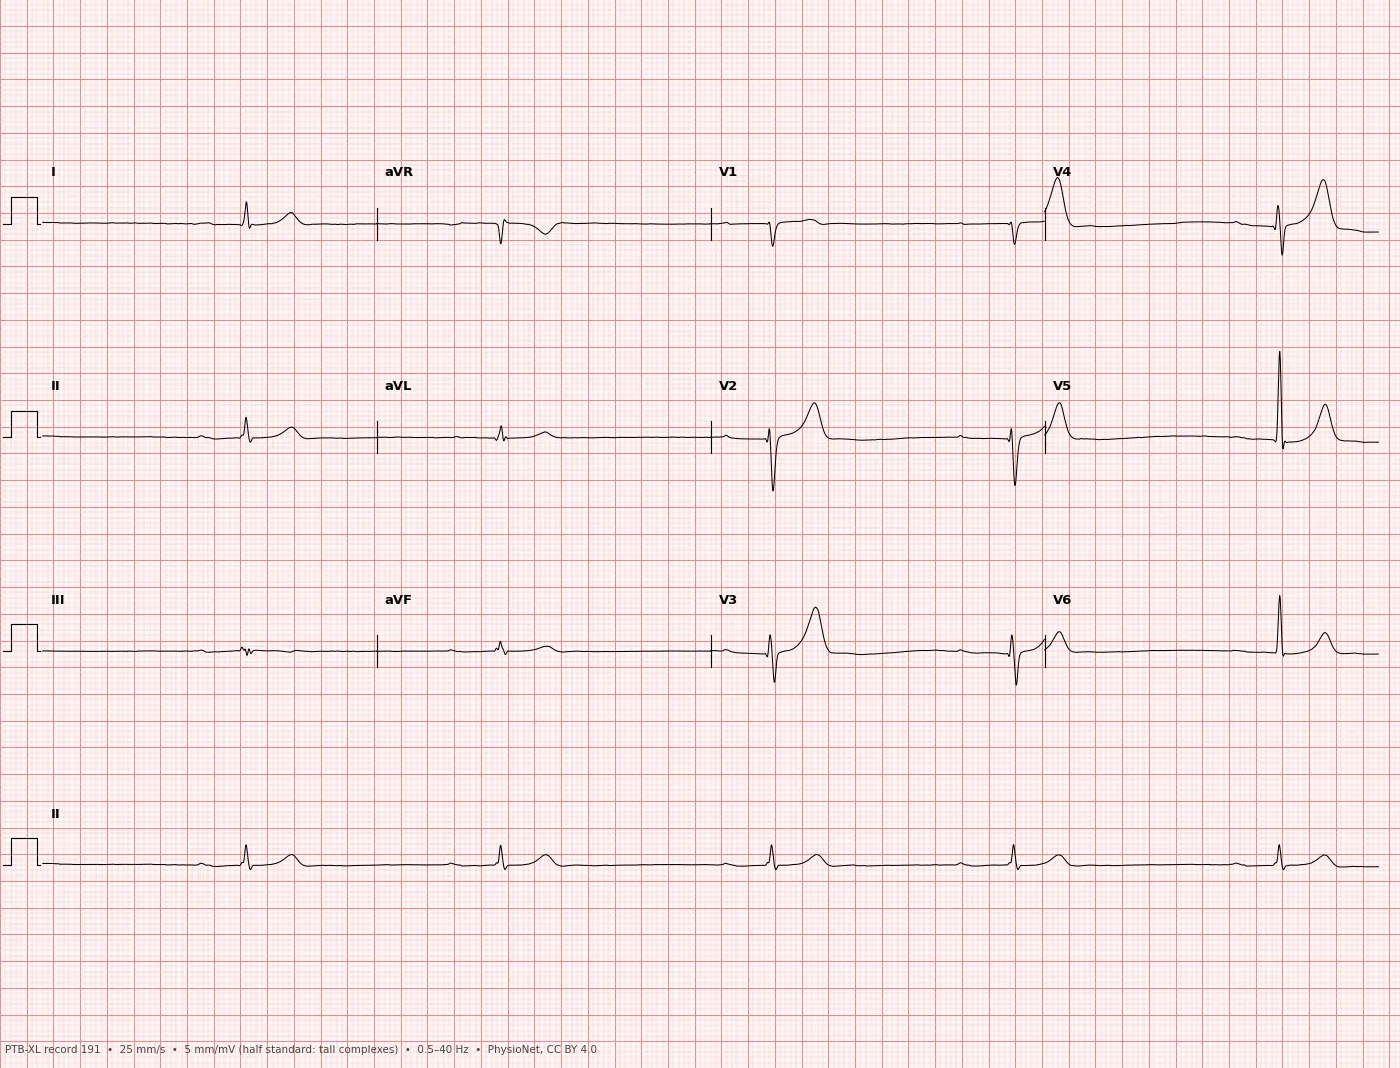 I aVR V1 V4
II aVL V2 V5
III aVF V3 V6
II
PTB-XL record 191 • 25 mm/s • 5 mm/mV (half standard: tall complexes) • 0.5–40 Hz • PhysioNet, CC BY 4.0